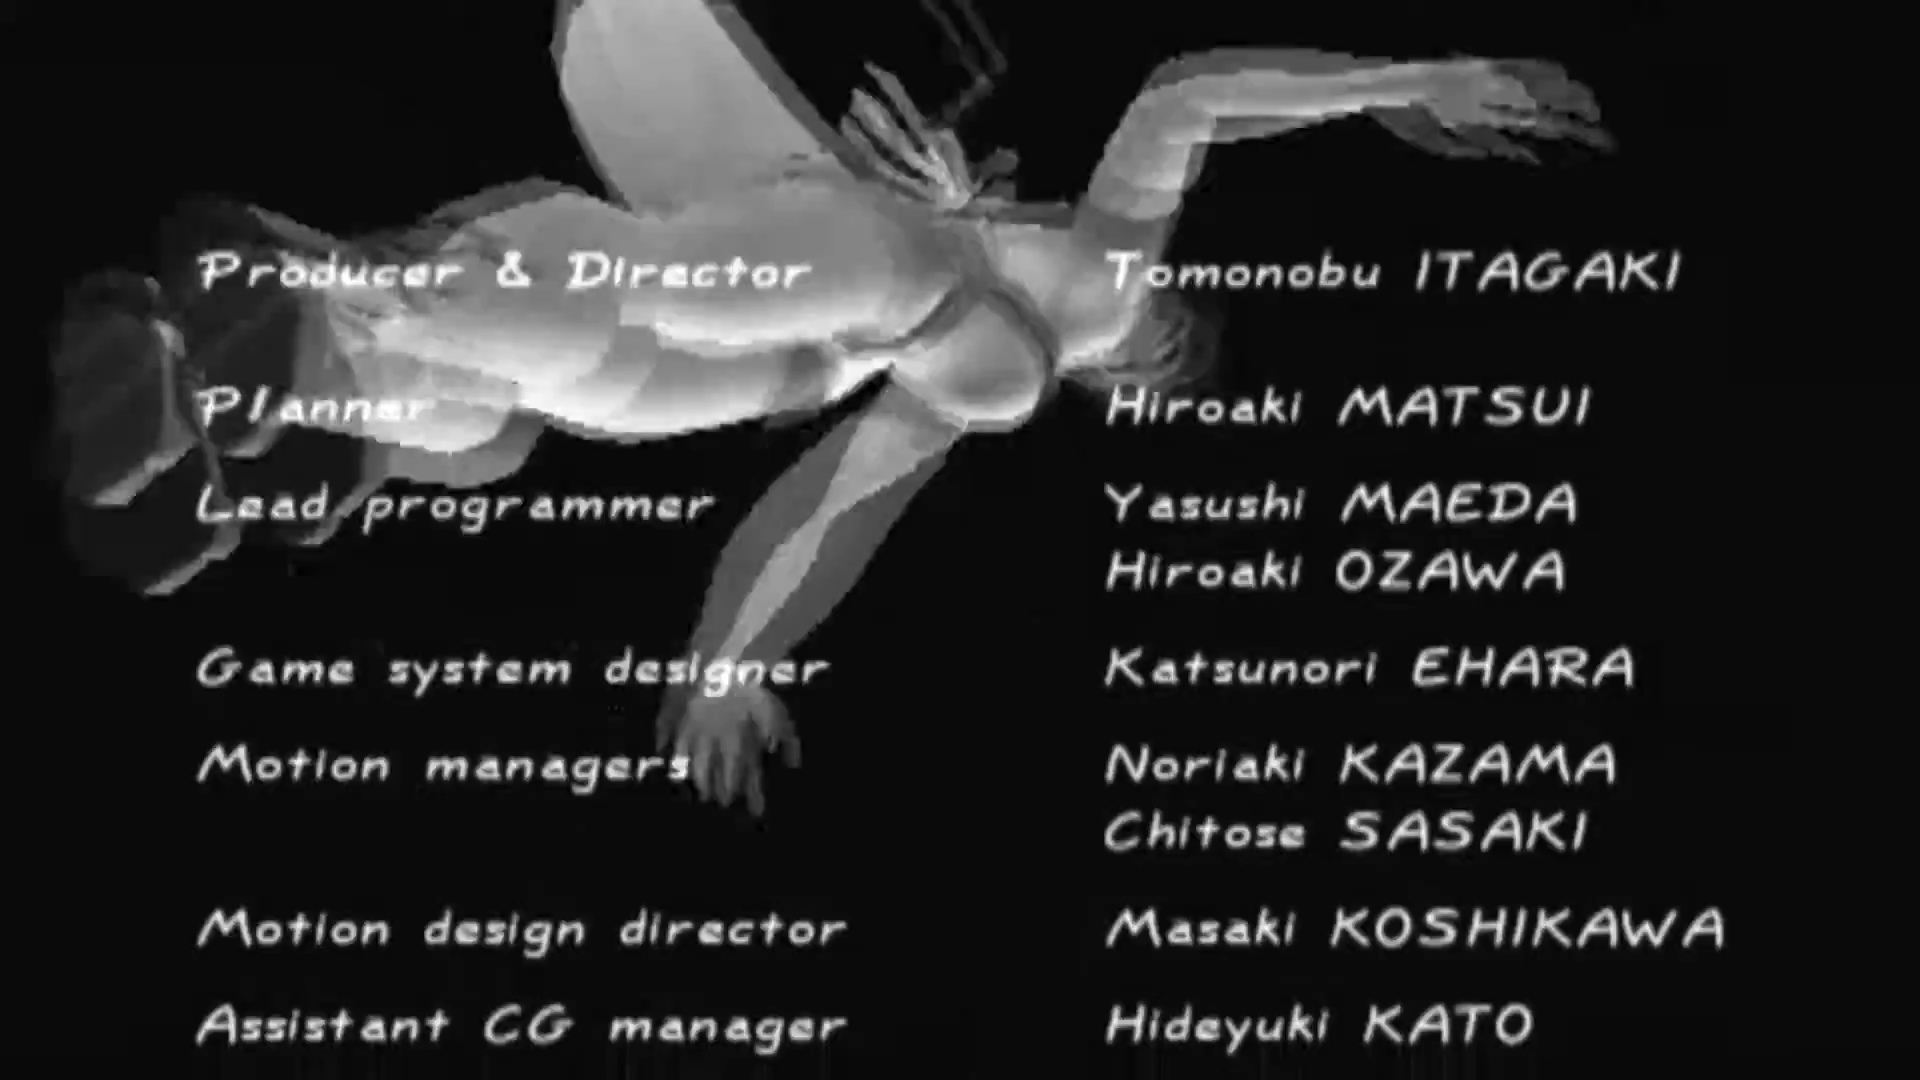 Producer & Director Tomonobu ITAGAKI
Planner Hiroaki MATSUI
Lead programmer Yasushi MAEDA
Hiroaki OZAWA
Game system designer Katsunori EHARA
Motion managers Noriaki KAZAMA
Chitose SASAKI
Motion design director Masaki KOSHIKAWA
Assistant CG manager Hideyuki KATO